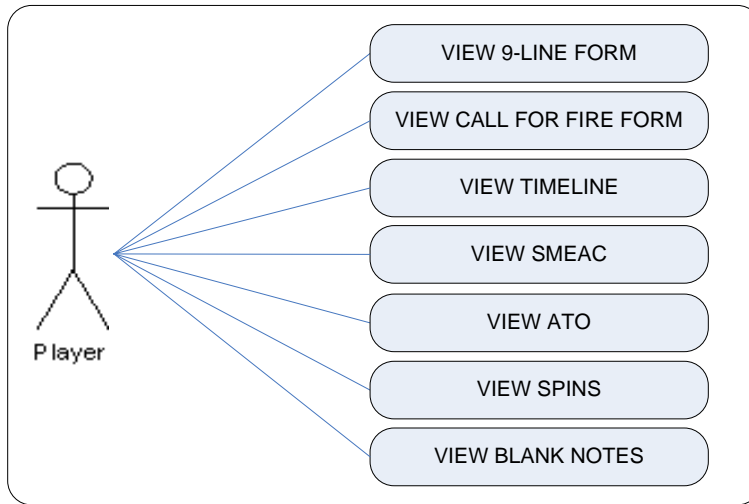 VIEW 9-LINE FORM
VIEW CALL FOR FIRE FORM
VIEW TIMELINE
VIEW SMEAC
VIEW ATO
VIEW SPINS
VIEW BLANK NOTES
Player